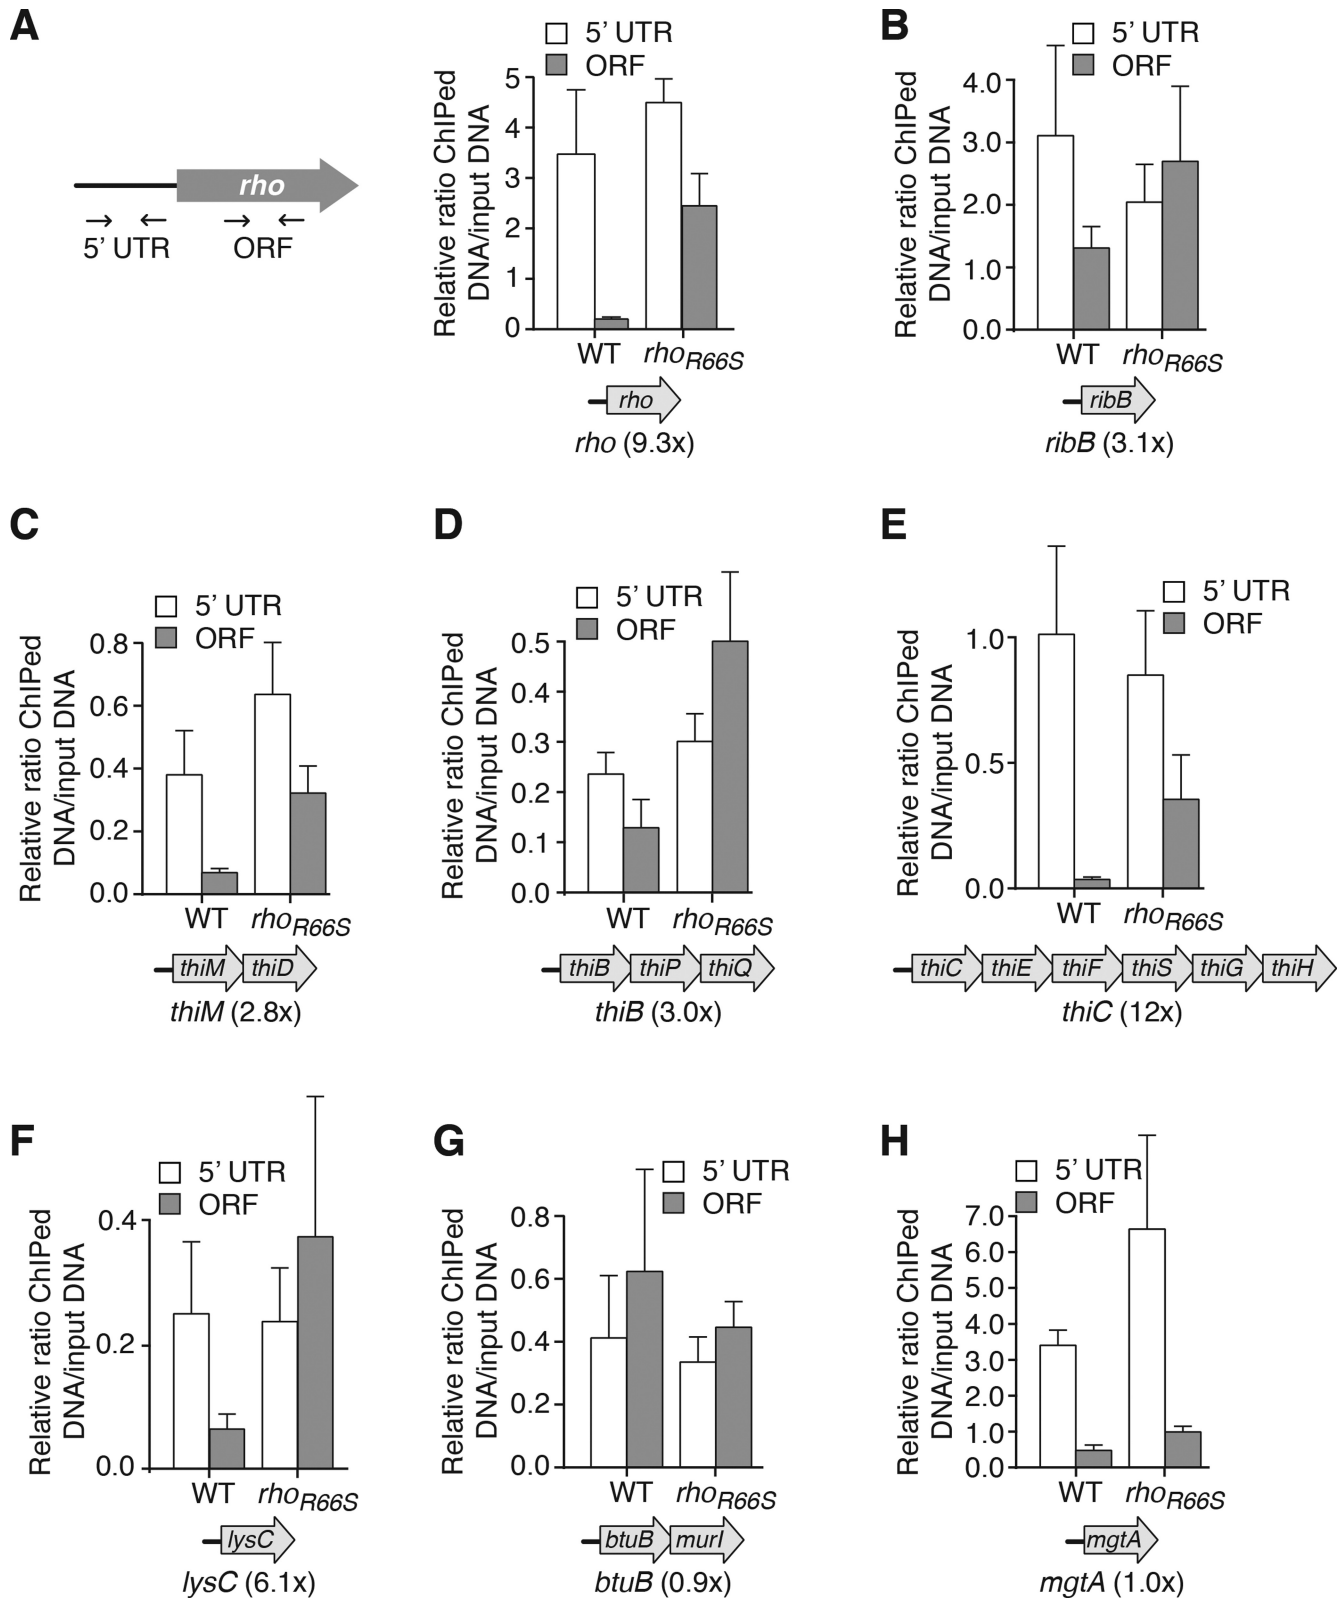 A
rho
5’ UTR
ORF
5’ UTR
ORF
Relative ratio ChIPed
DNA/input DNA
5
4
3
2
1
0
WT
rhoR66S
rho
rho (9.3x)
B
5’ UTR
ORF
Relative ratio ChIPed
DNA/input DNA
4.0
3.0
2.0
1.0
0.0
WT
rhoR66S
ribB
ribB (3.1x)
C
5’ UTR
ORF
Relative ratio ChIPed
DNA/input DNA
0.8
0.6
0.4
0.2
0.0
WT
rhoR66S
thiM thiD
thiM (2.8x)
D
5’ UTR
ORF
Relative ratio ChIPed
DNA/input DNA
0.5
0.4
0.3
0.2
0.1
0.0
WT
rhoR66S
thiB thiP thiQ
thiB (3.0x)
E
5’ UTR
ORF
Relative ratio ChIPed
DNA/input DNA
1.0
0.5
0.0
WT
rhoR66S
thiC thiE thiF thiS thiG thiH
thiC (12x)
F
5’ UTR
ORF
Relative ratio ChIPed
DNA/input DNA
0.4
0.2
0.0
WT
rhoR66S
lysC
lysC (6.1x)
G
5’ UTR
ORF
Relative ratio ChIPed
DNA/input DNA
0.8
0.6
0.4
0.2
0.0
WT
rhoR66S
btuB murI
btuB (0.9x)
H
5’ UTR
ORF
Relative ratio ChIPed
DNA/input DNA
7.0
6.0
5.0
4.0
3.0
2.0
1.0
0.0
WT
rhoR66S
mgtA
mgtA (1.0x)